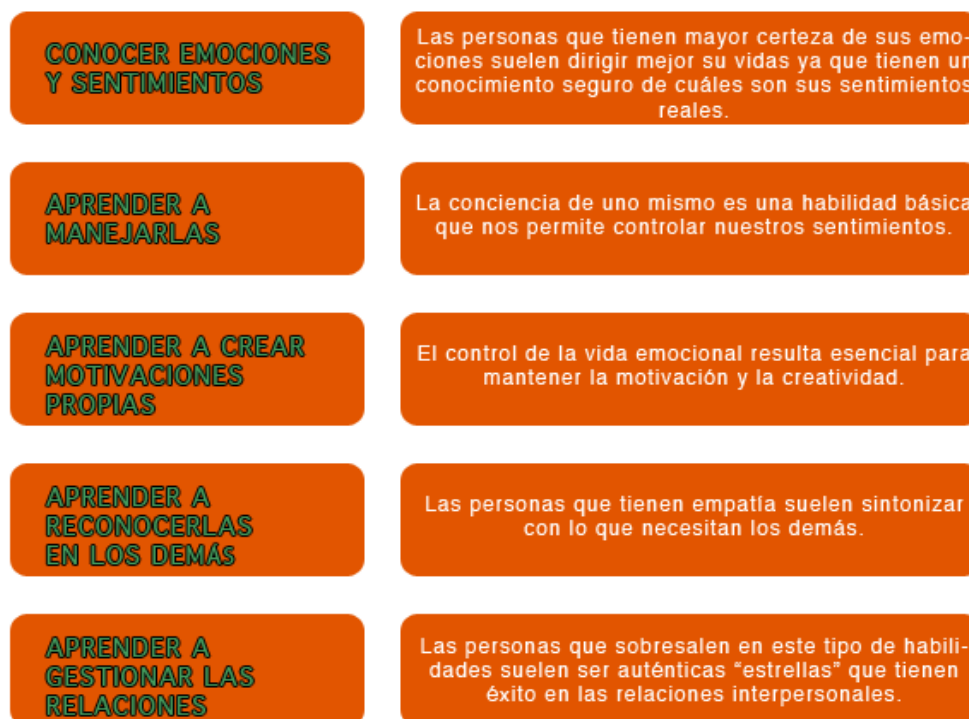 CONOCER EMOCIONES
Y SENTIMIENTOS
Las personas que tienen mayor certeza de sus emo-
ciones suelen dirigir mejor su vidas ya que tienen un
conocimiento seguro de cuáles son sus sentimientos
reales.
APRENDER A
MANEJARLAS
La conciencia de uno mismo es una habilidad básica
que nos permite controlar nuestros sentimientos.
APRENDER A CREAR
MOTIVACIONES
PROPIAS
El control de la vida emocional resulta esencial para
mantener la motivación y la creatividad.
APRENDER A
RECONOCERLAS
EN LOS DEMÁS
Las personas que tienen empatía suelen sintonizar
con lo que necesitan los demás.
APRENDER A
GESTIONAR LAS
RELACIONES
Las personas que sobresalen en este tipo de habili-
dades suelen ser auténticas “estrellas” que tienen
éxito en las relaciones interpersonales.